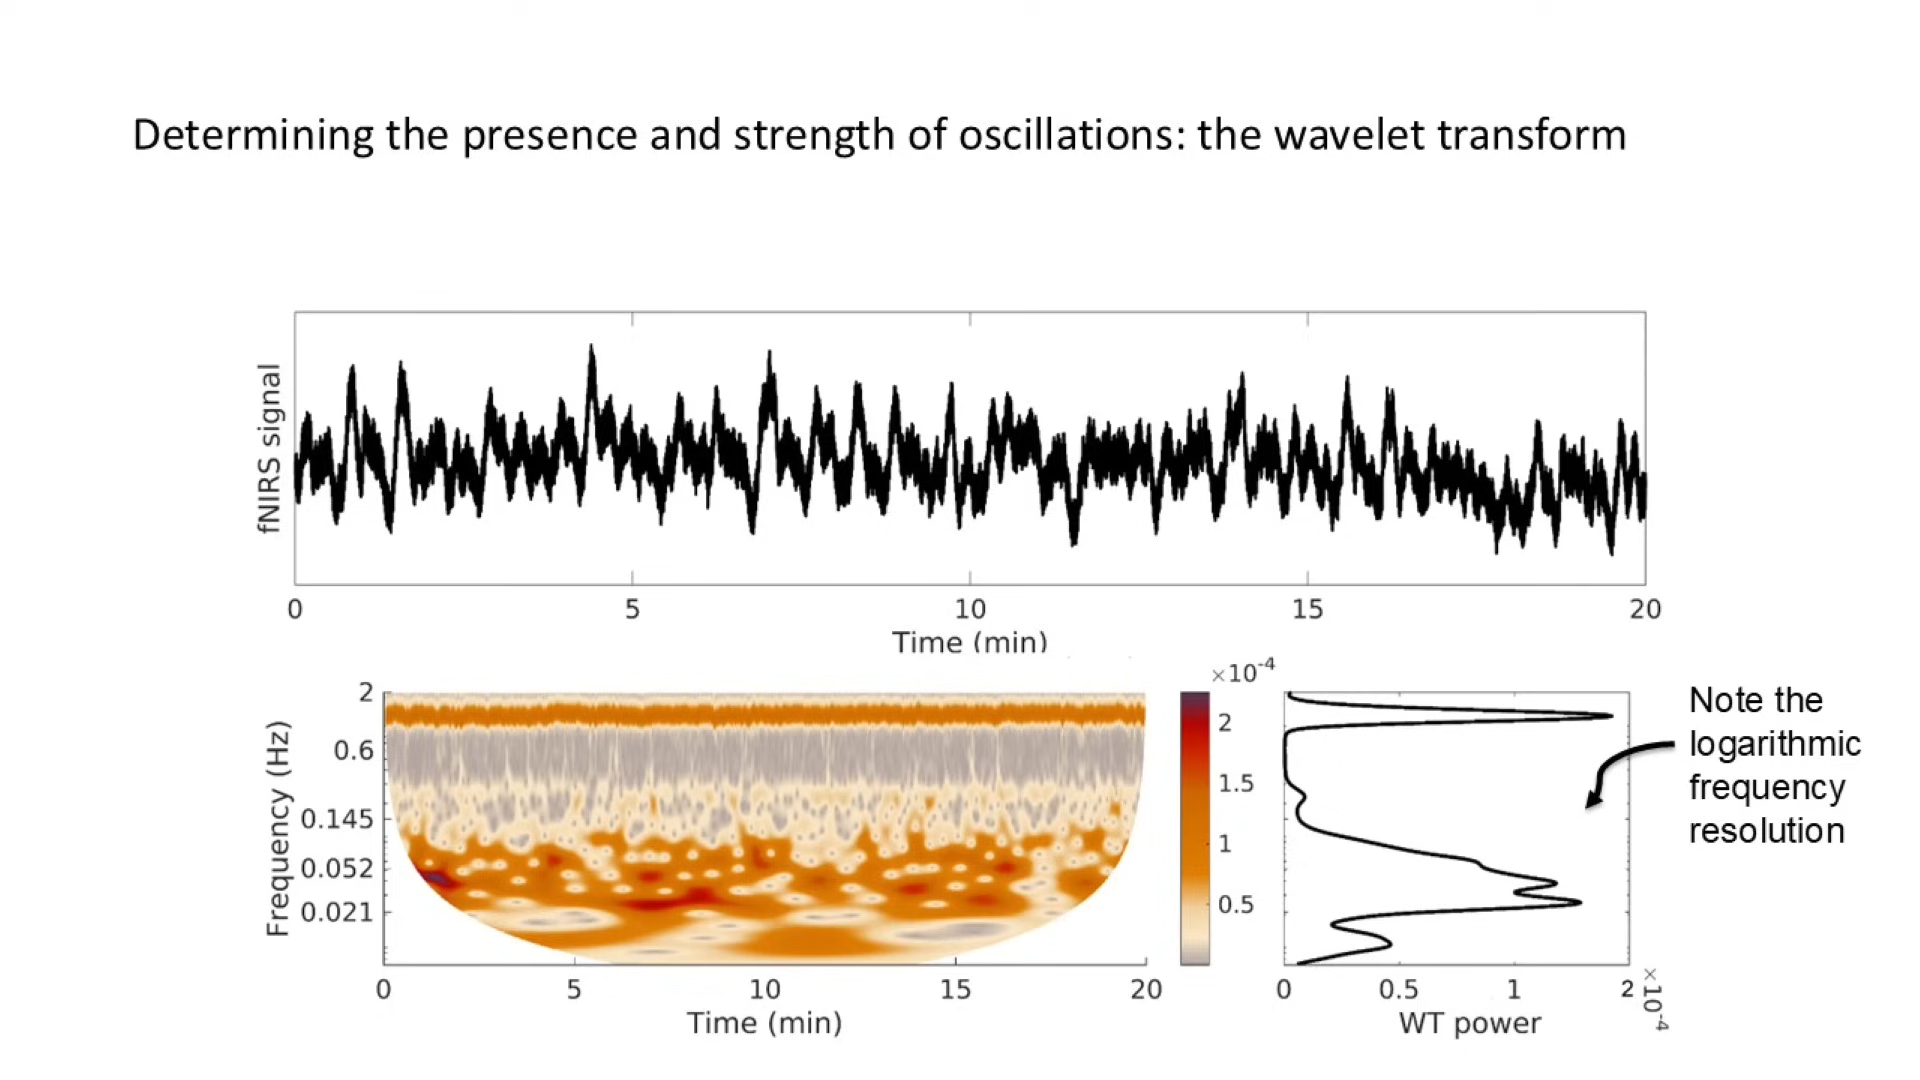 Determining the presence and strength of oscillations: the wavelet transform
fNIRS signal
0 5 10 15 20
Time (min)
×10-4
2
0.6
0.145
0.052
0.021
Frequency (Hz)
0 5 10 15 20
Time (min)
2
1.5
1
0.5
0 0.5 1 2
×10-4
WT power
Note the
logarithmic
frequency
resolution